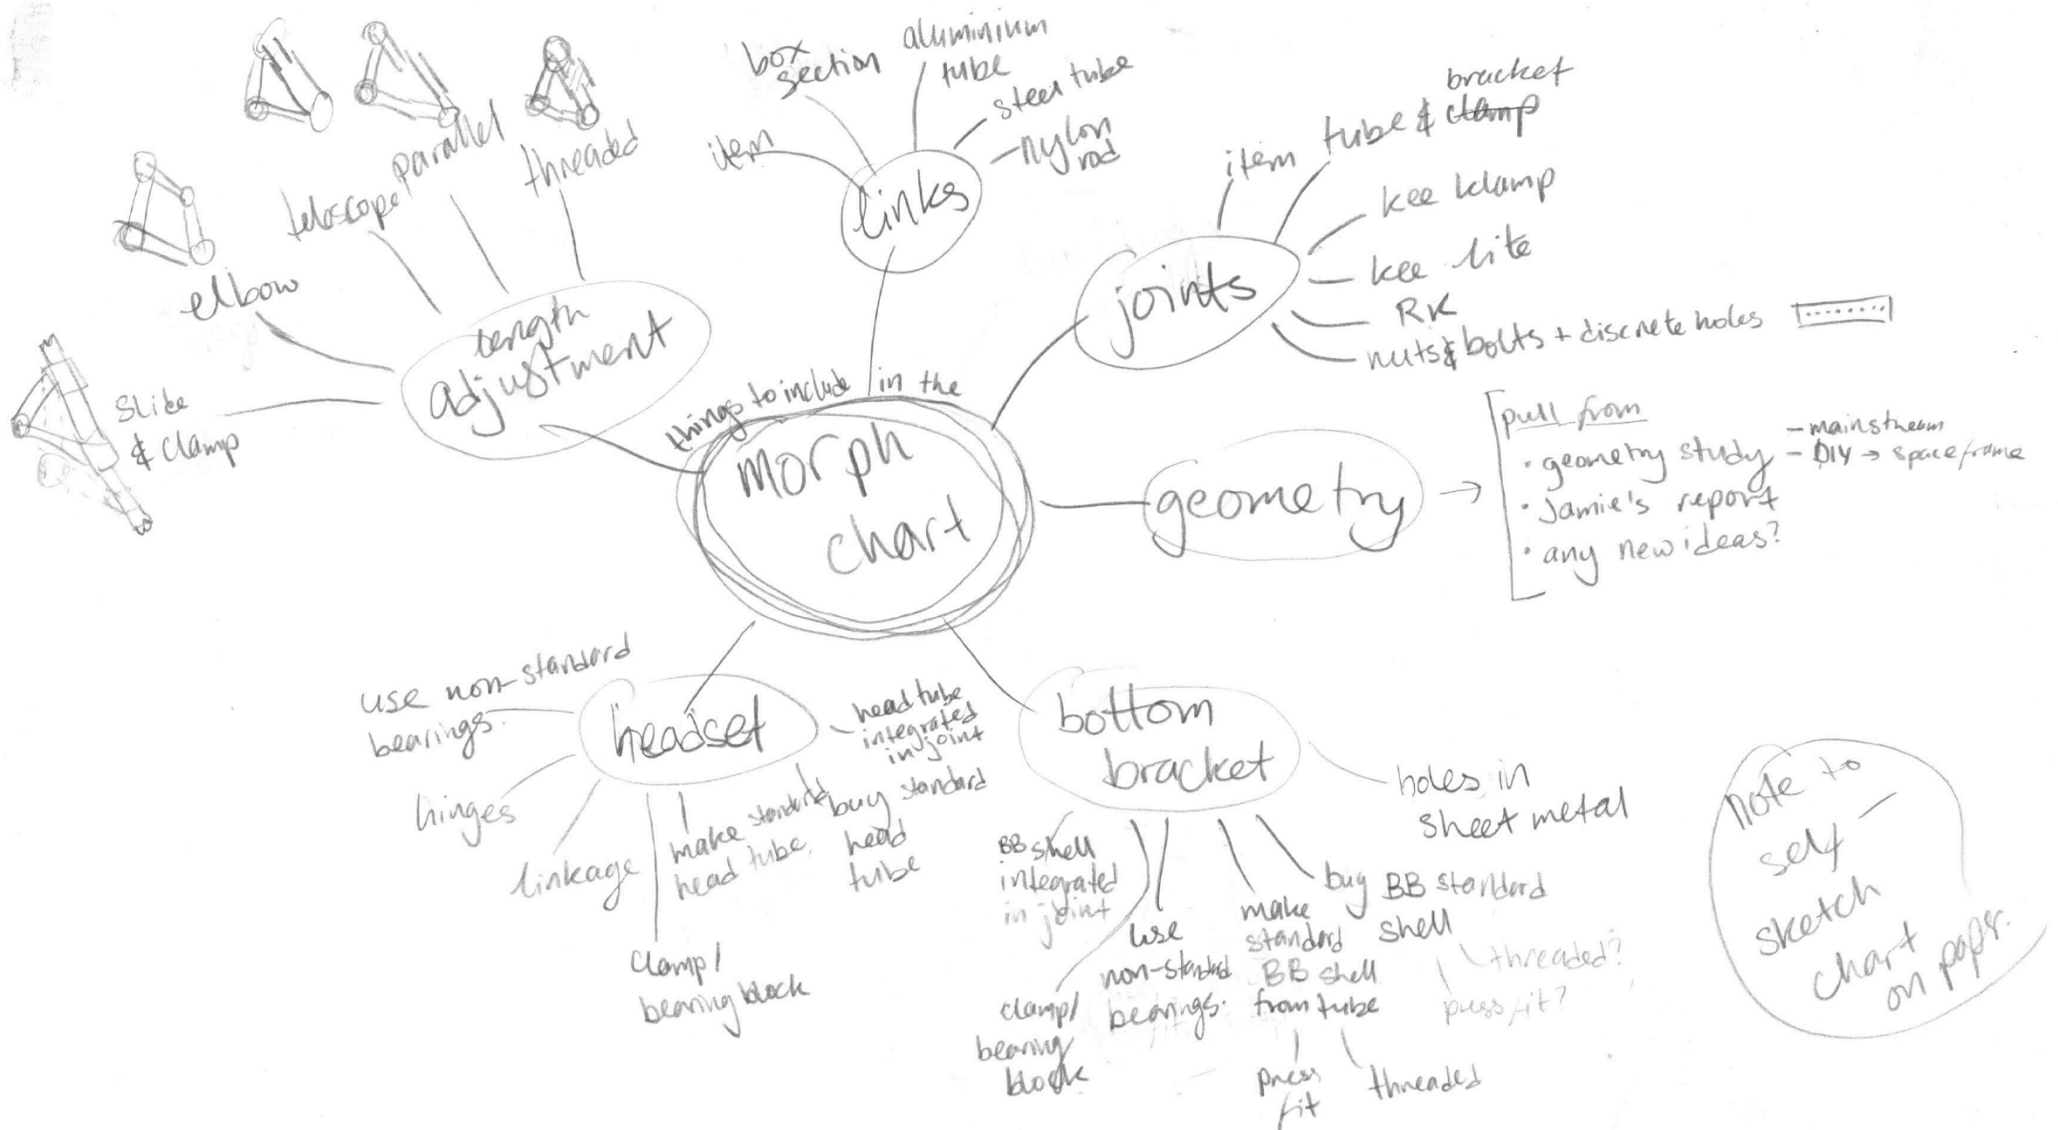 things to include in the
morph
chart
length
adjustment
slide
& clamp
elbow
telescope
parallel
threaded
links
item
box
section
aluminium
tube
steel tube
nylon
rod
joints
item
bracket
tube & clamp
kee klamp
kee lite
RK
nuts & bolts + discrete holes
geometry
pull from
• geometry study
- mainstream
- DIY → spaceframe
• Jamie's report
• any new ideas?
headset
use non-standard
bearings.
hinges
linkage
clamp/
bearing block
make standard
head tube.
buy standard
head
tube
head tube
integrated
in joint
bottom
bracket
BB shell
integrated
in joint
clamp/
bearing
block
use
non-standard
bearings.
make
standard
BB shell
from tube
press
fit
threaded
buy BB standard
shell
threaded?
press fit?
holes in
sheet metal
note to
self –
sketch
chart
on paper.